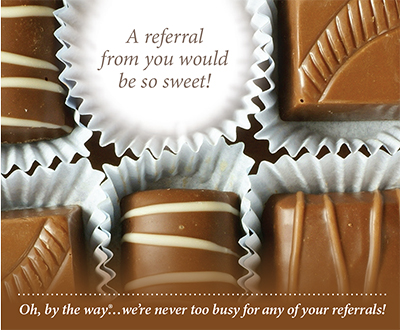 A referral
from you would
be so sweet!
Oh, by the way®…we're never too busy for any of your referrals!